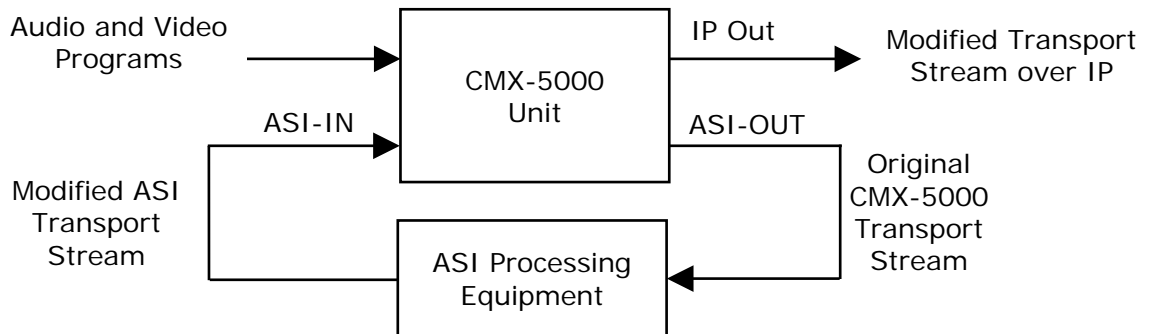 Audio and Video
Programs
CMX-5000
Unit
IP Out
Modified Transport
Stream over IP
ASI-IN
ASI-OUT
Modified ASI
Transport
Stream
ASI Processing
Equipment
Original
CMX-5000
Transport
Stream